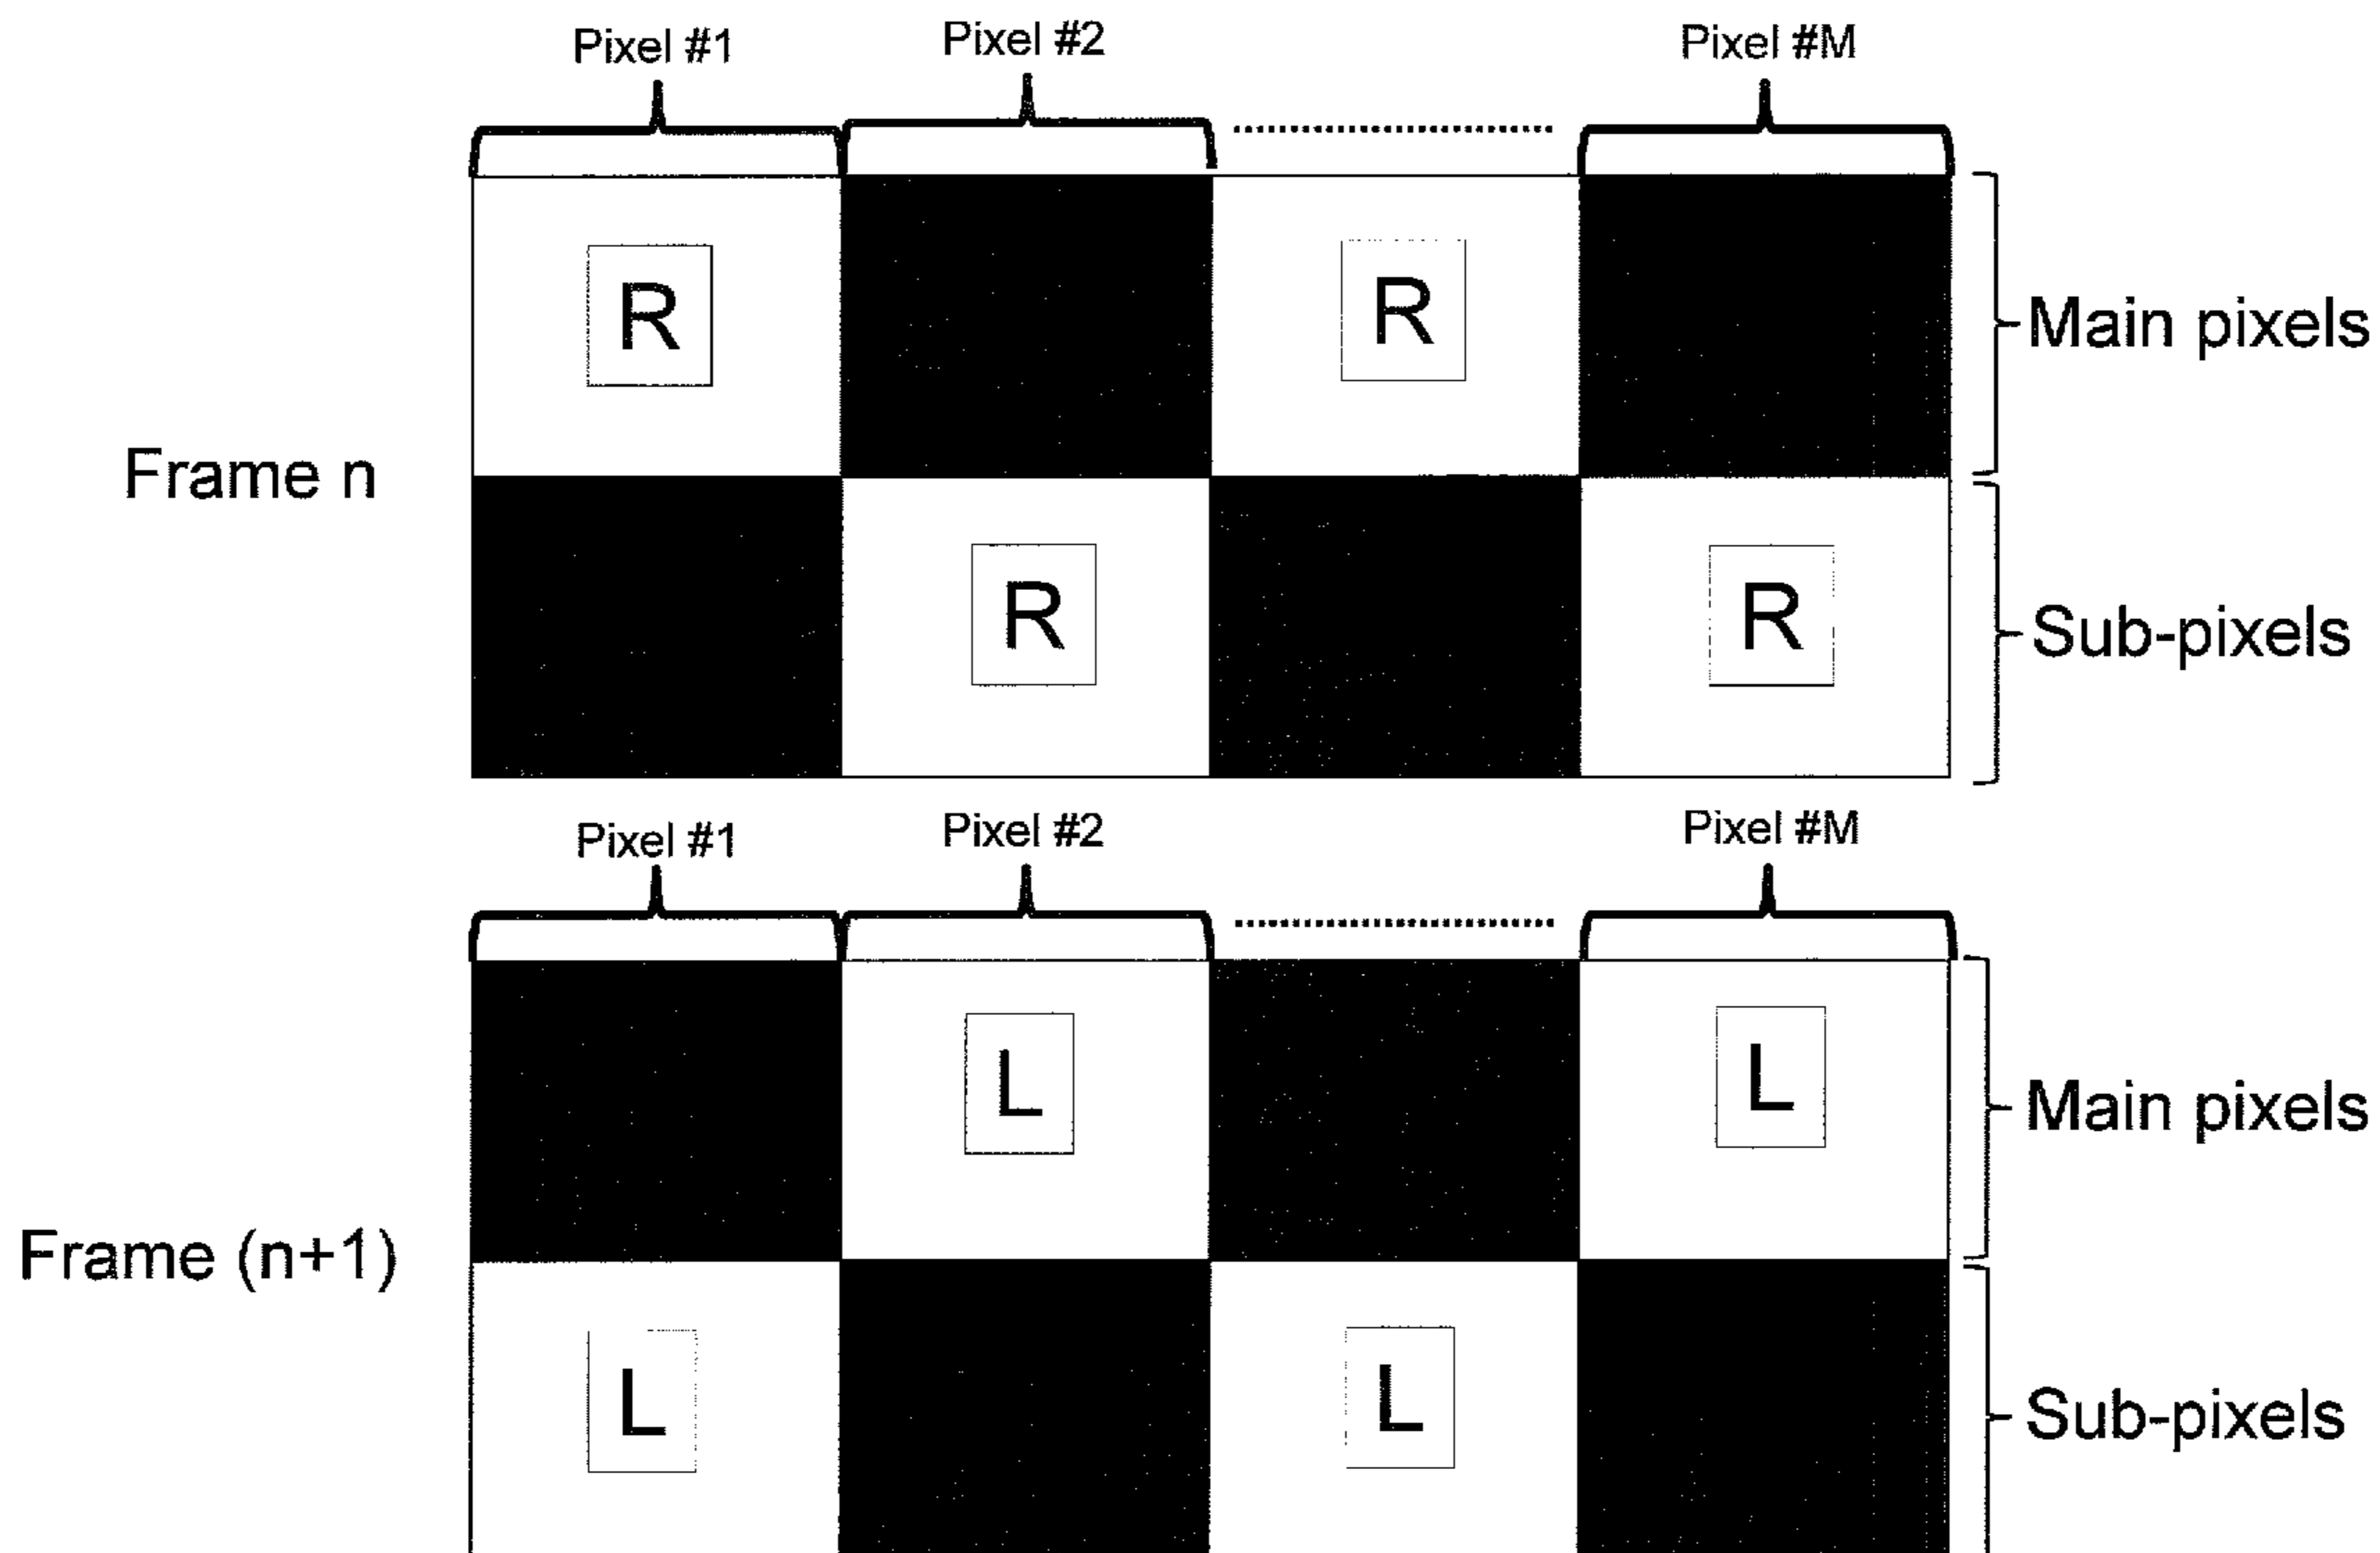 Pixel #1 Pixel #2 Pixel #M
R R
Main pixels
Frame n
R R
Sub-pixels
Pixel #1 Pixel #2 Pixel #M
L L
Main pixels
Frame (n+1)
L L
Sub-pixels